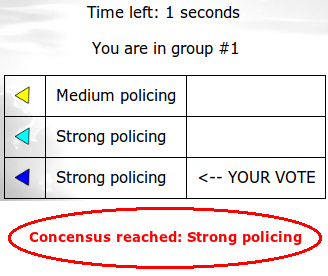 Time left: 1 seconds
You are in group #1
Medium policing
Strong policing
Strong policing <-- YOUR VOTE
Concensus reached: Strong policing